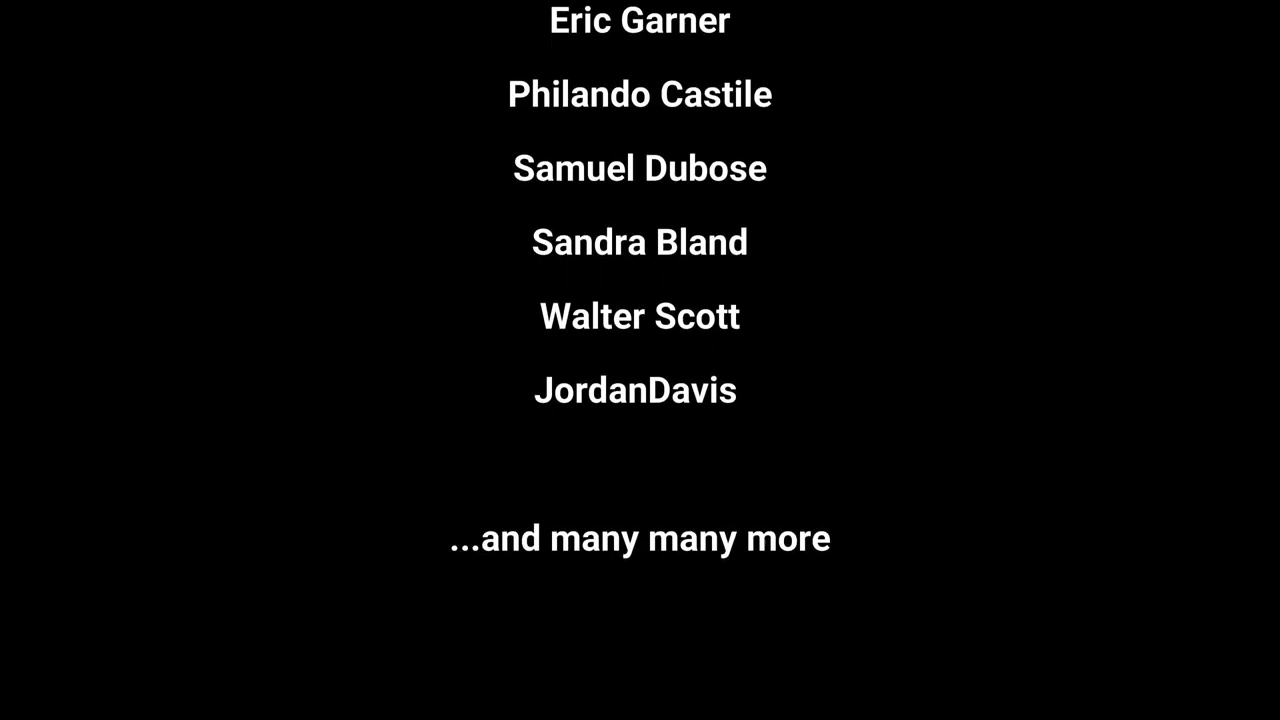 Eric Garner
Philando Castile
Samuel Dubose
Sandra Bland
Walter Scott
JordanDavis
...and many many more